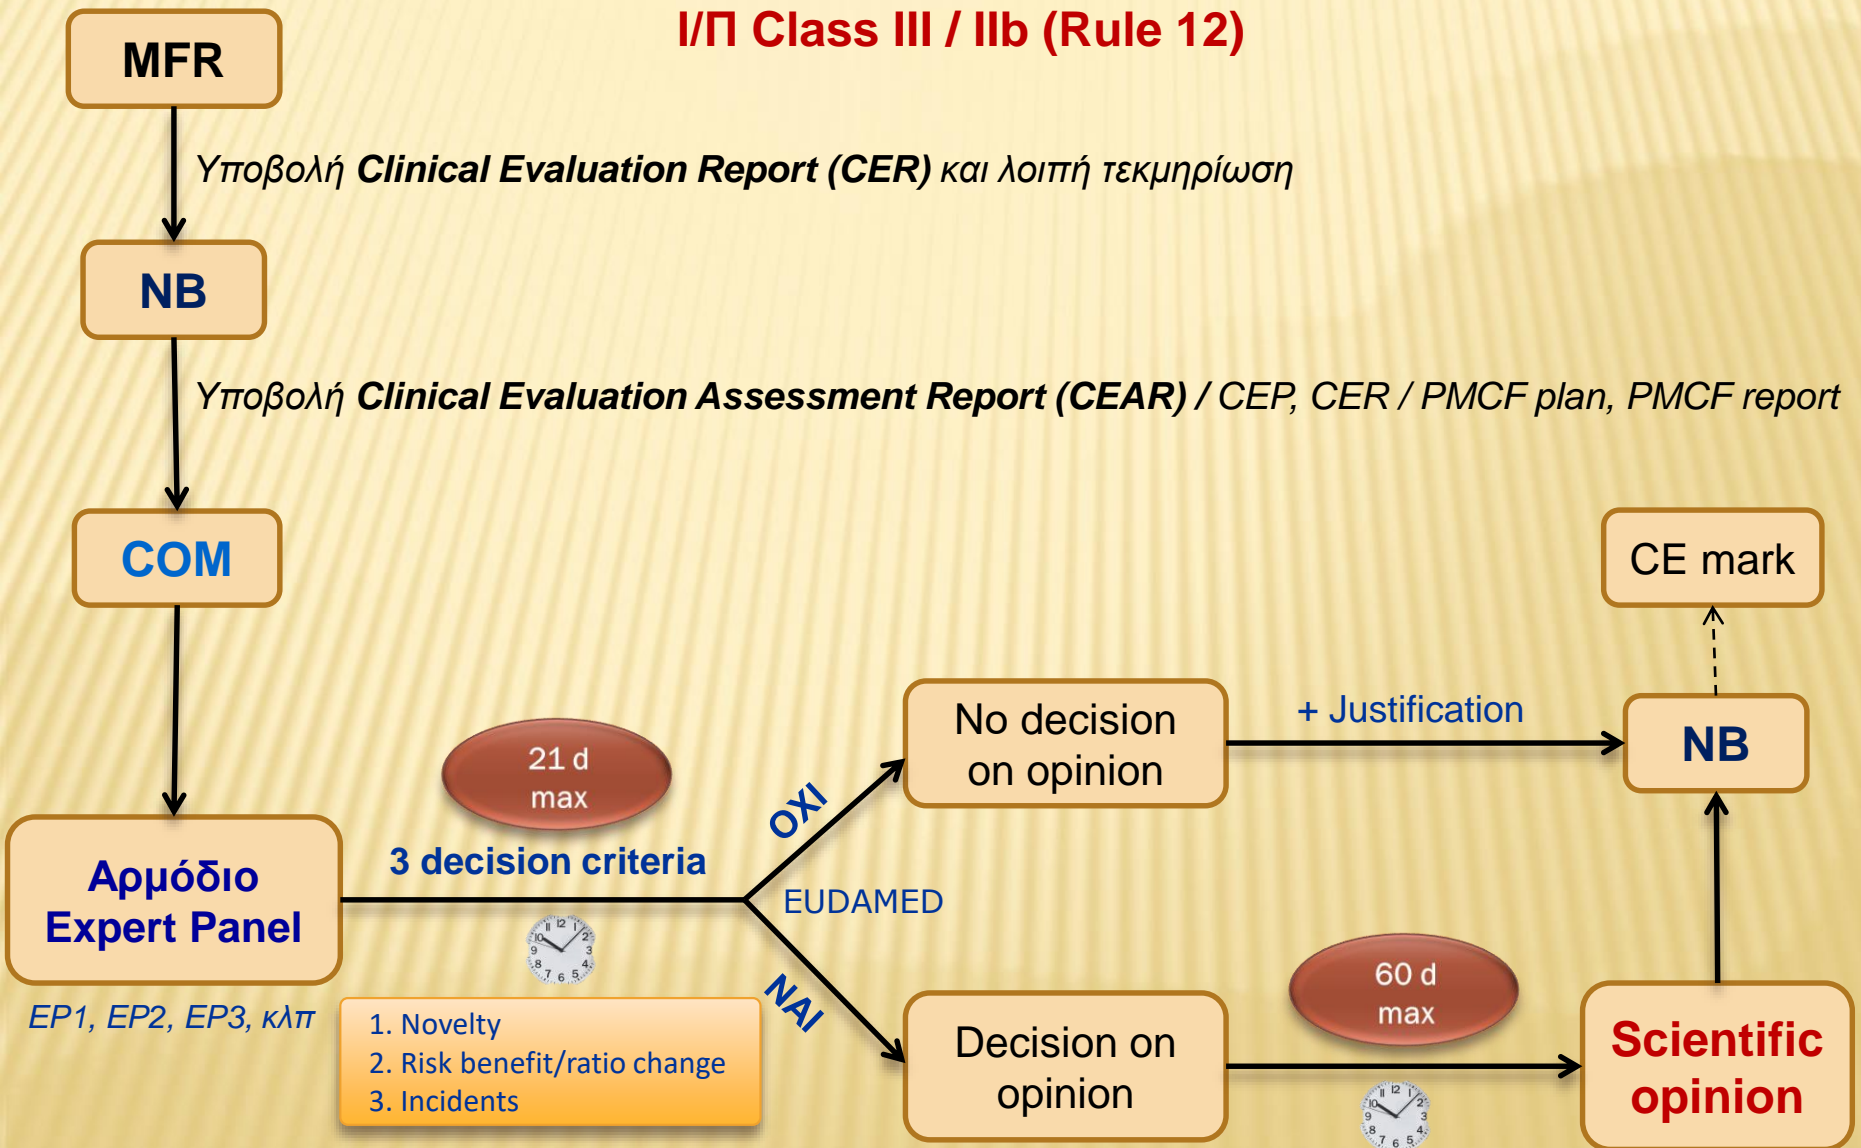 Ι/Π Class III / IIb (Rule 12)
MFR
Υποβολή Clinical Evaluation Report (CER) και λοιπή τεκμηρίωση
NB
Υποβολή Clinical Evaluation Assessment Report (CEAR) / CEP, CER / PMCF plan, PMCF report
COM
CE mark
No decision
on opinion
+ Justification
NB
21 d
max
ΟΧΙ
3 decision criteria
Αρμόδιο
Expert Panel
EUDAMED
ΝΑΙ
60 d
max
EP1, EP2, EP3, κλπ
1. Novelty
2. Risk benefit/ratio change
3. Incidents
Decision on
opinion
Scientific
opinion